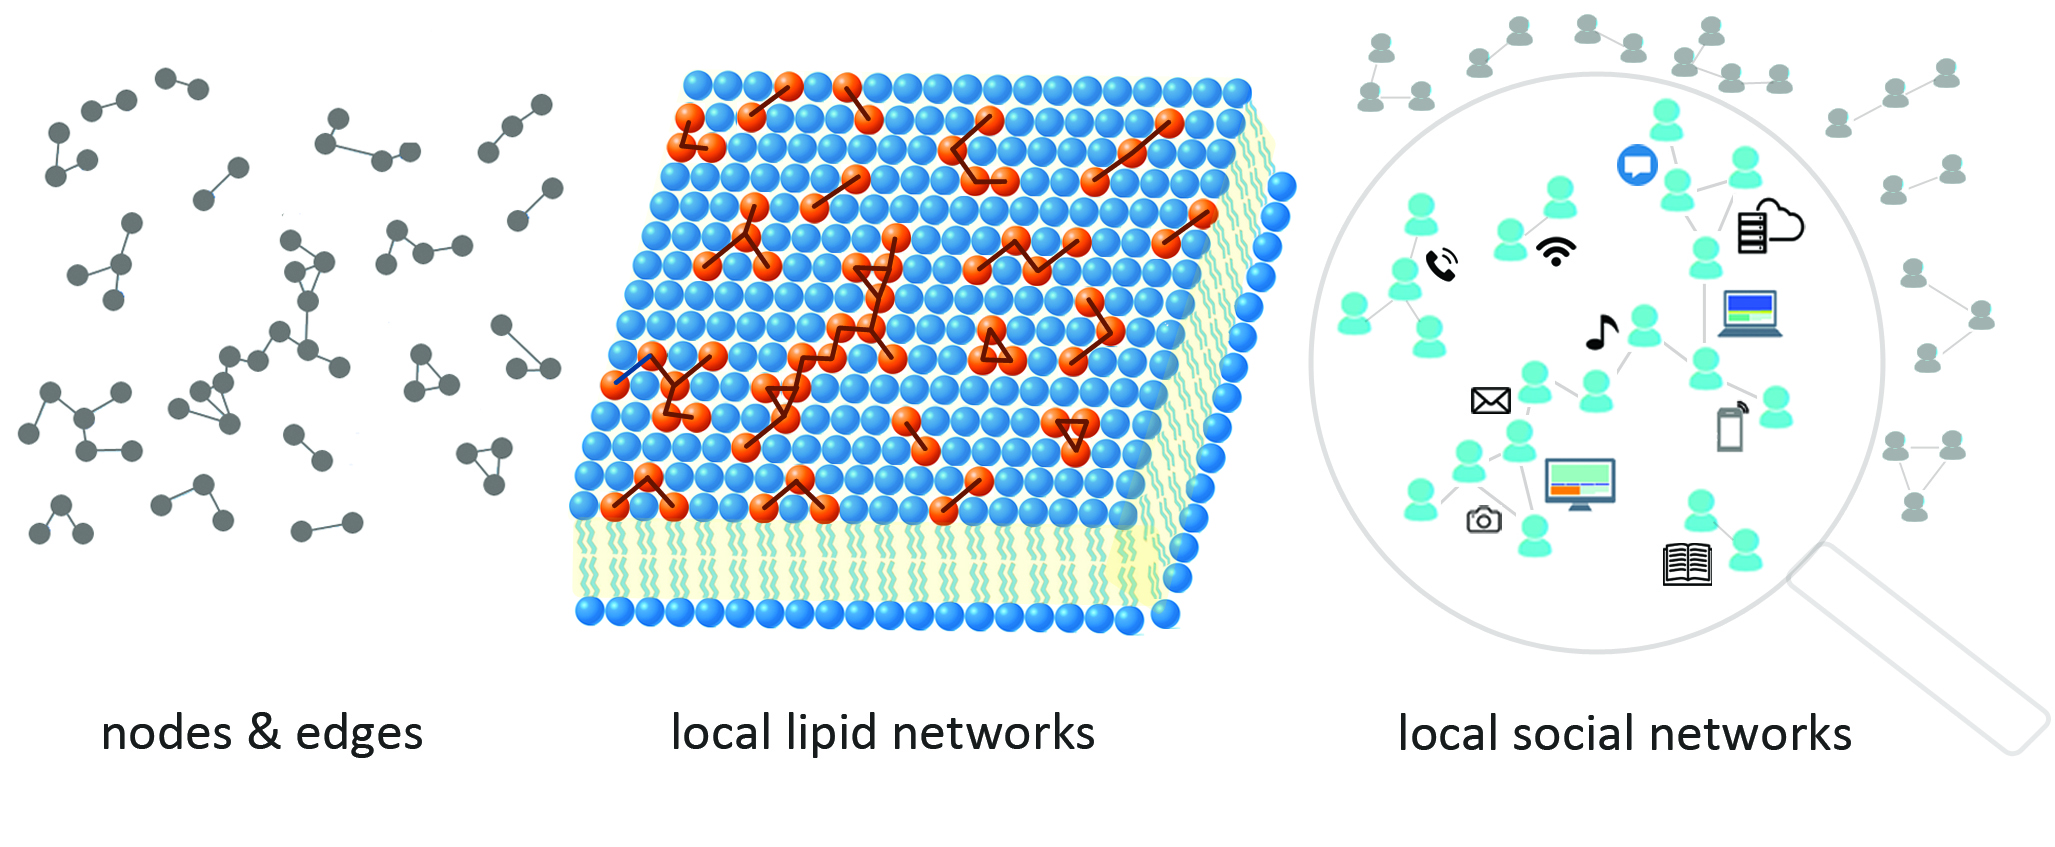 nodes & edges
local lipid networks
local social networks